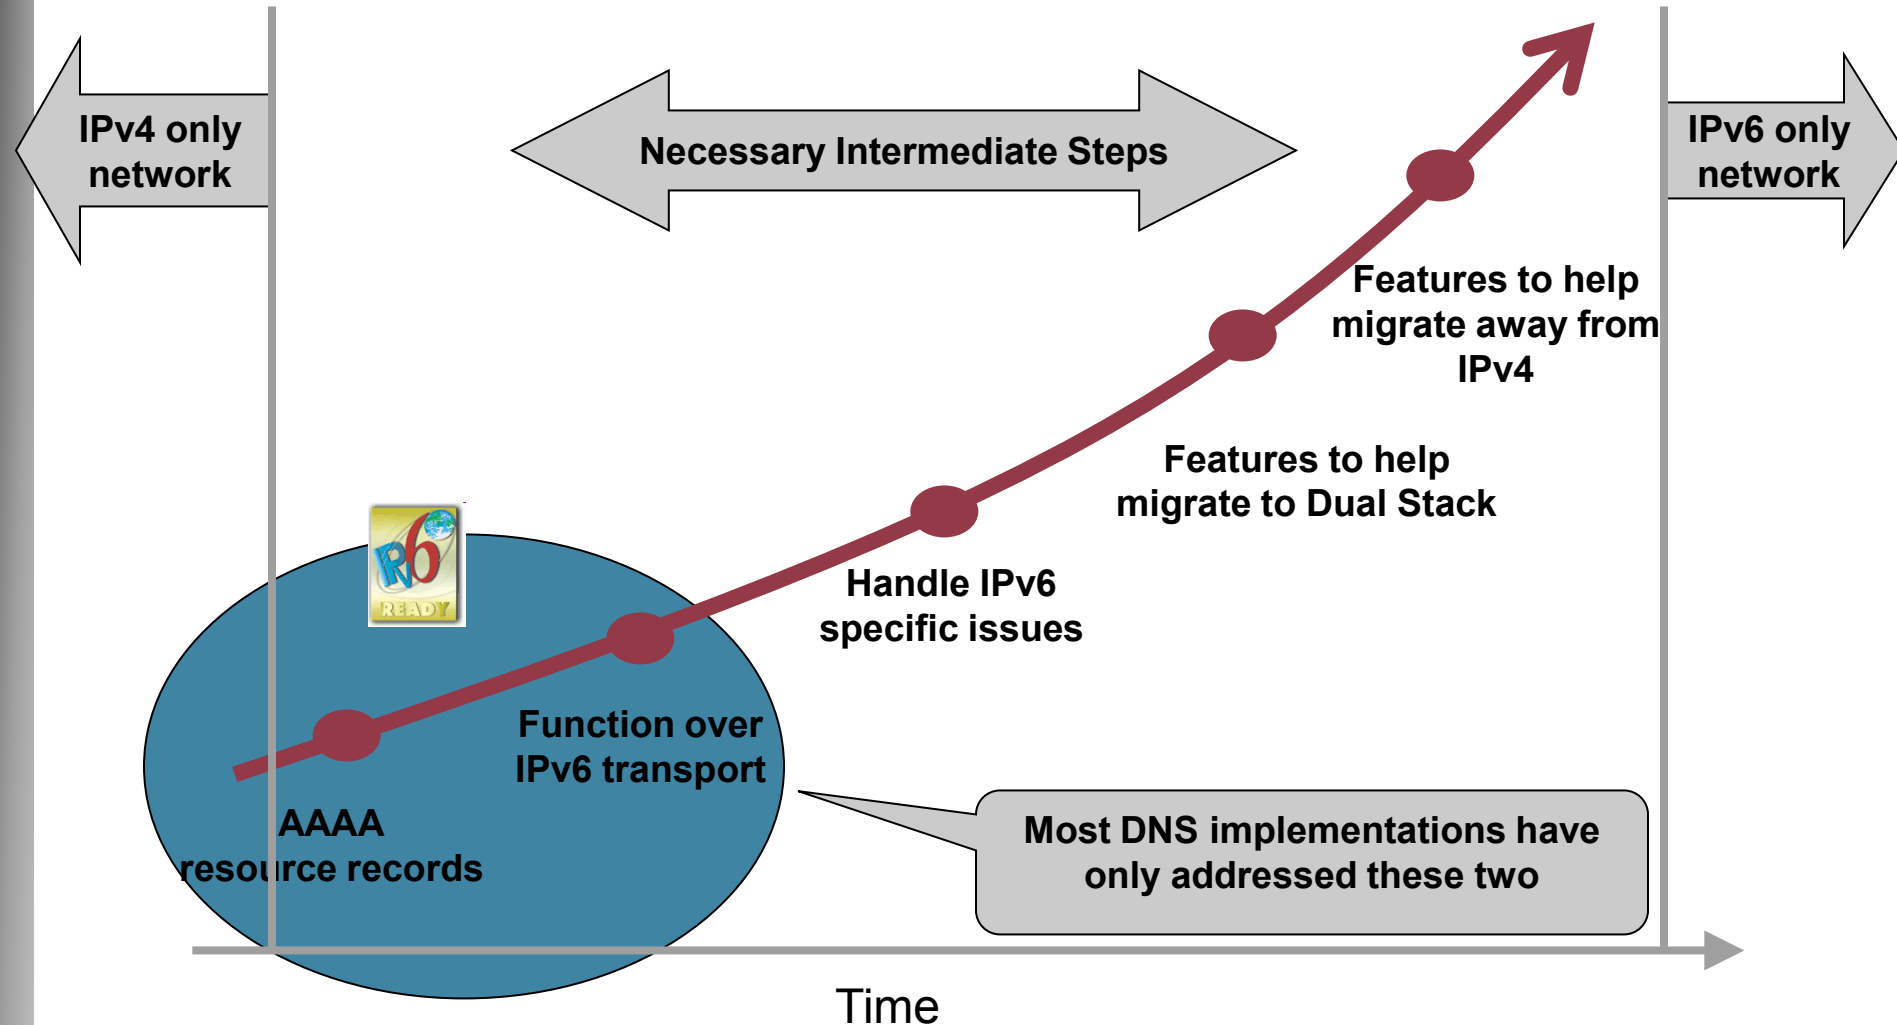 IPv4 only
network
Necessary Intermediate Steps
IPv6 only
network
Features to help
migrate away from
IPv4
Features to help
migrate to Dual Stack
IPv6
READY
Handle IPv6
specific issues
Function over
IPv6 transport
AAAA
resource records
Most DNS implementations have
only addressed these two
Time